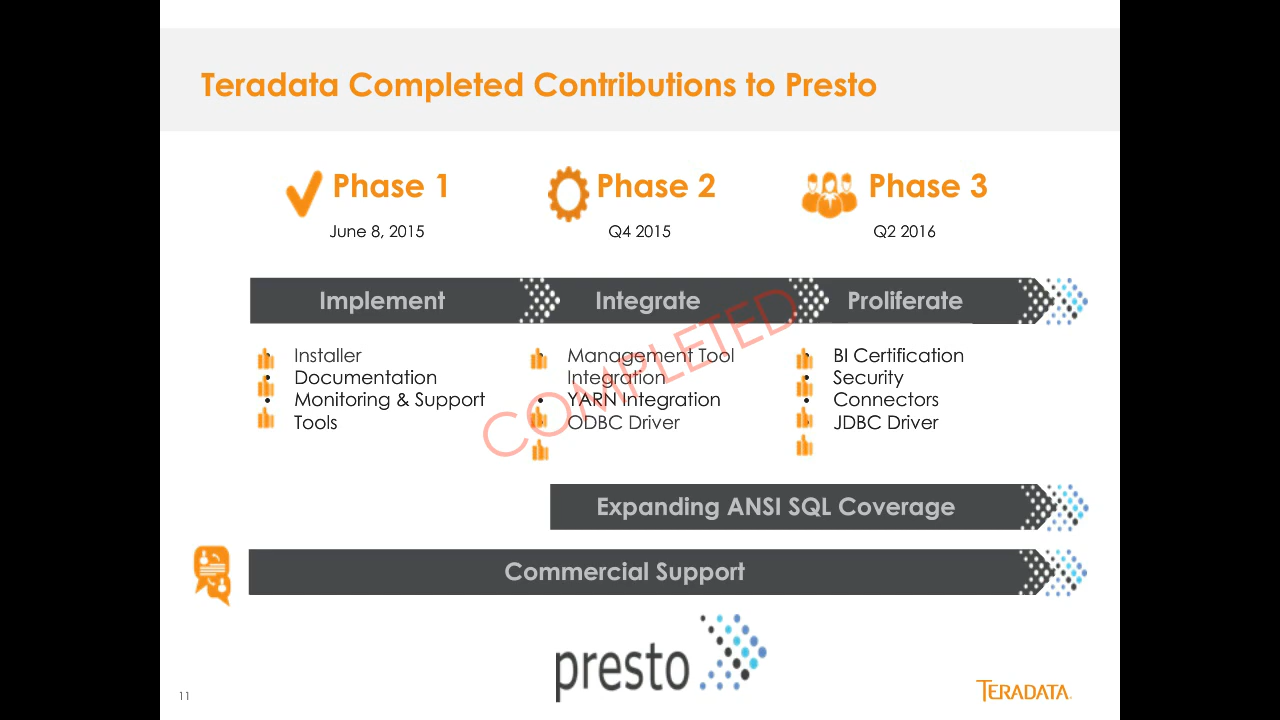 Teradata Completed Contributions to Presto
Phase 1
June 8, 2015
Phase 2
Q4 2015
Phase 3
Q2 2016
Implement
Integrate
Proliferate
COMPLETED
• Installer
• Documentation
• Monitoring & Support
Tools
• Management Tool
Integration
• YARN Integration
• ODBC Driver
• BI Certification
• Security
• Connectors
• JDBC Driver
Expanding ANSI SQL Coverage
Commercial Support
presto
11
TERADATA